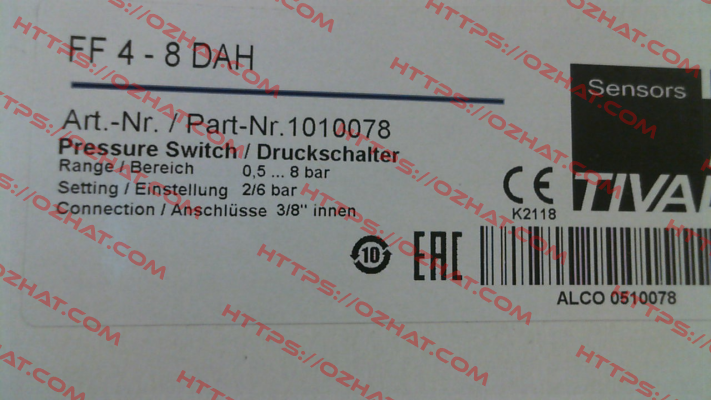 FF 4 - 8 DAH
Art.-Nr. / Part-Nr.1010078
Pressure Switch / Druckschalter
Range / Bereich 0,5 ... 8 bar
Setting / Einstellung 2/6 bar
Connection / Anschlüsse 3/8" innen
Sensors
CE
K2118
10
EAC
ALCO 0510078
HTTPS://OZHAT.COM